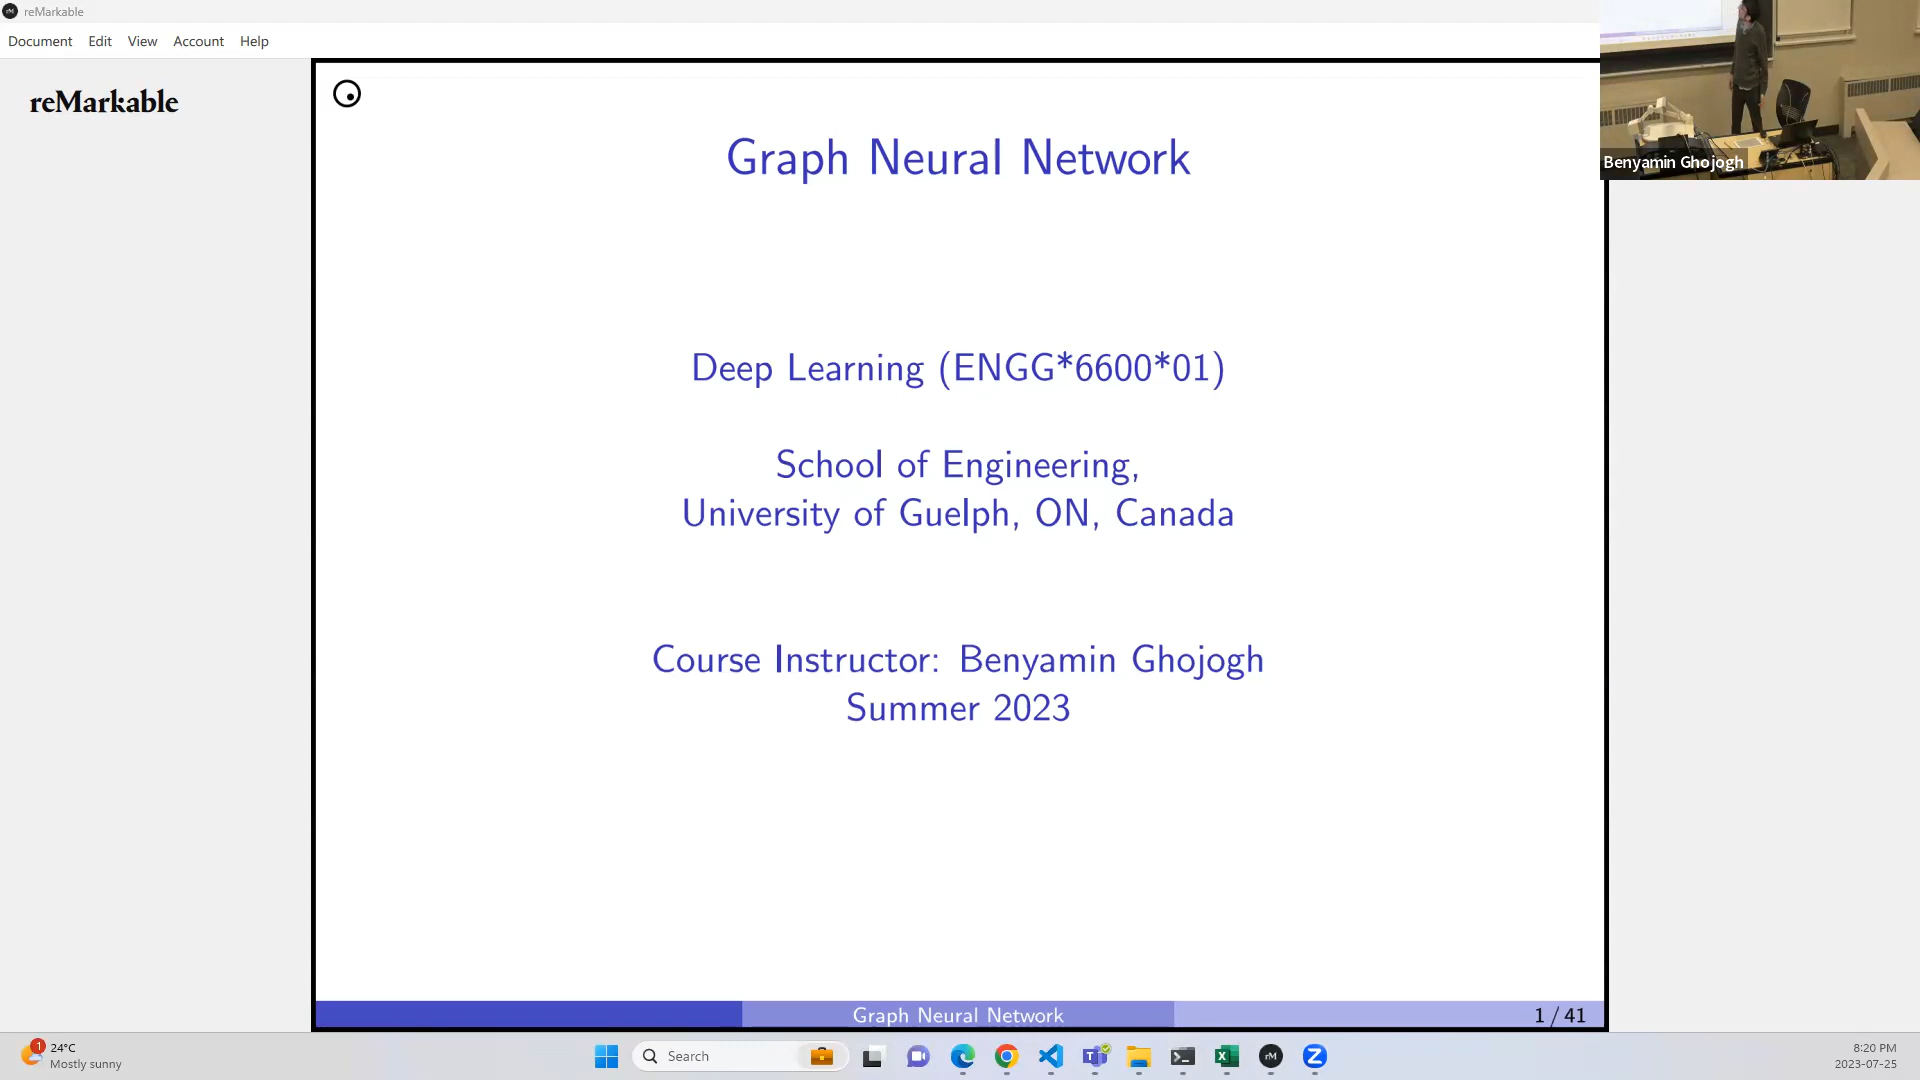 reMarkable
Document Edit View Account Help
reMarkable
Benyamin Ghojogh
Graph Neural Network
Deep Learning (ENGG*6600*01)
School of Engineering,
University of Guelph, ON, Canada
Course Instructor: Benyamin Ghojogh
Summer 2023
Graph Neural Network 1 / 41
1
24°C
Mostly sunny
Search
8:20 PM
2023-07-25